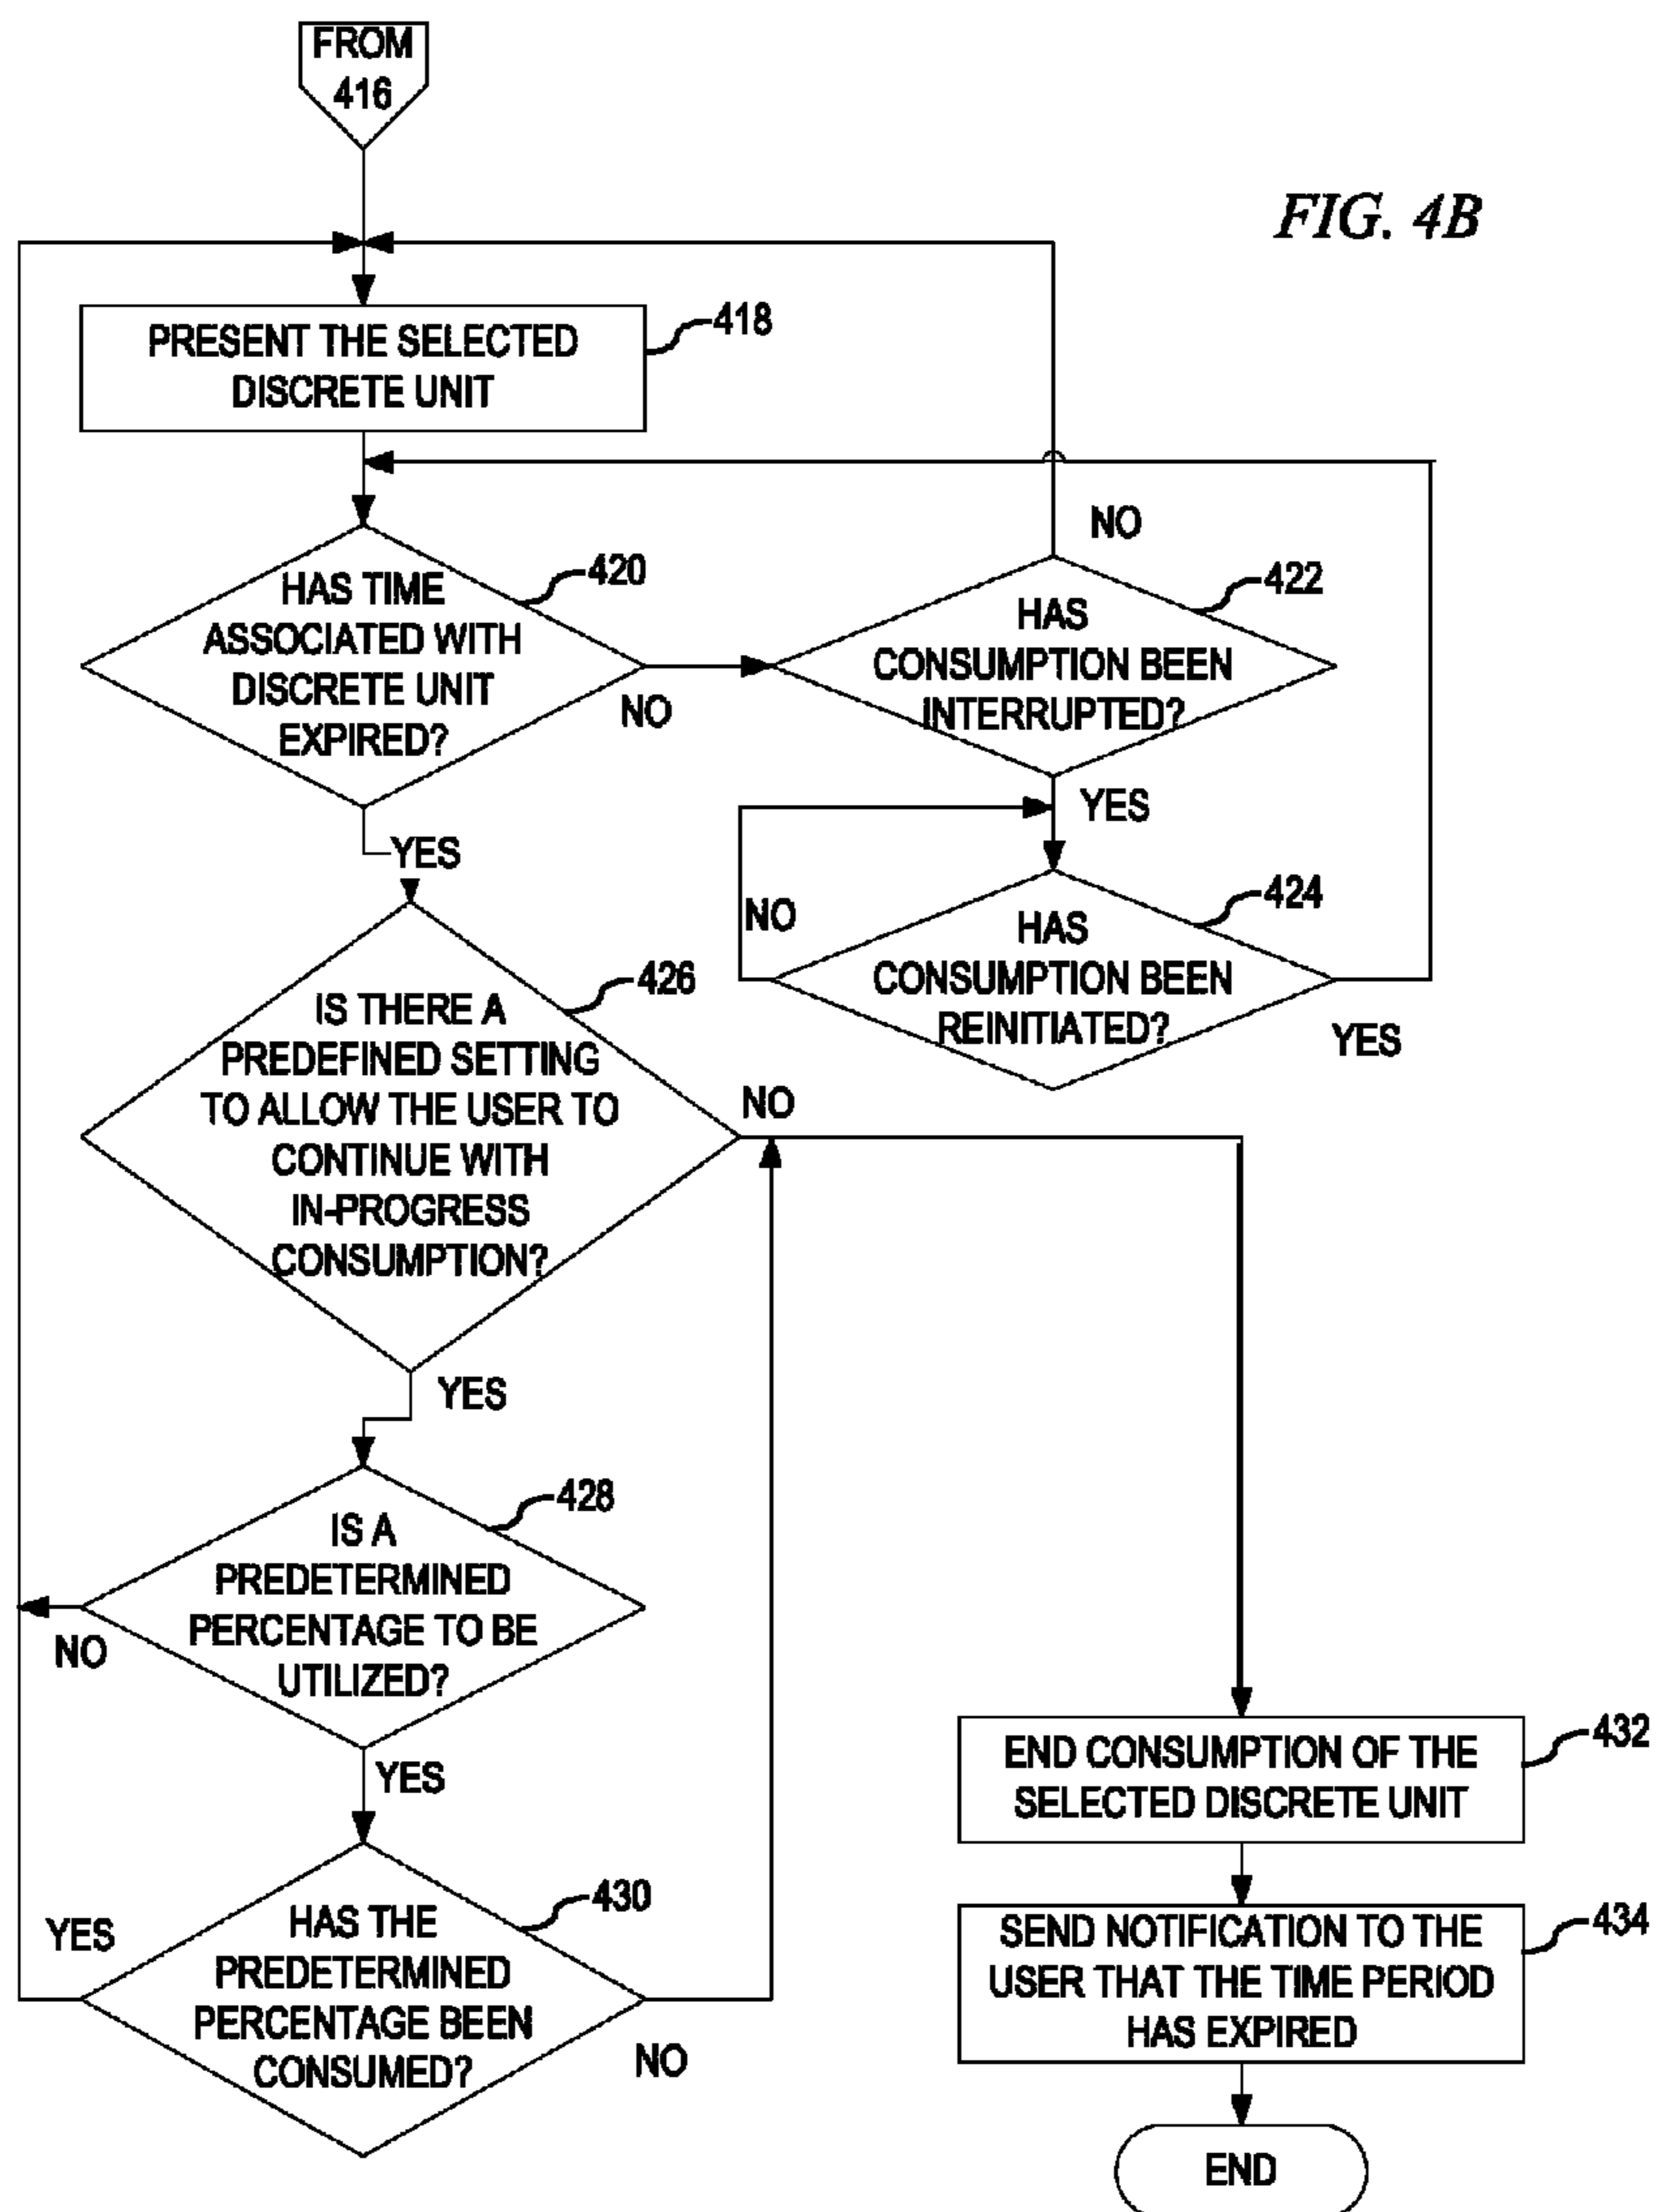 FROM
416
FIG. 4B
PRESENT THE SELECTED
DISCRETE UNIT
418
HAS TIME
ASSOCIATED WITH
DISCRETE UNIT
EXPIRED?
420
NO
YES
HAS
CONSUMPTION BEEN
INTERRUPTED?
422
NO
YES
HAS
CONSUMPTION BEEN
REINITIATED?
424
NO
YES
IS THERE A
PREDEFINED SETTING
TO ALLOW THE USER TO
CONTINUE WITH
IN-PROGRESS
CONSUMPTION?
426
NO
YES
IS A
PREDETERMINED
PERCENTAGE TO BE
UTILIZED?
428
NO
YES
HAS THE
PREDETERMINED
PERCENTAGE BEEN
CONSUMED?
430
YES
NO
END CONSUMPTION OF THE
SELECTED DISCRETE UNIT
432
SEND NOTIFICATION TO THE
USER THAT THE TIME PERIOD
HAS EXPIRED
434
END